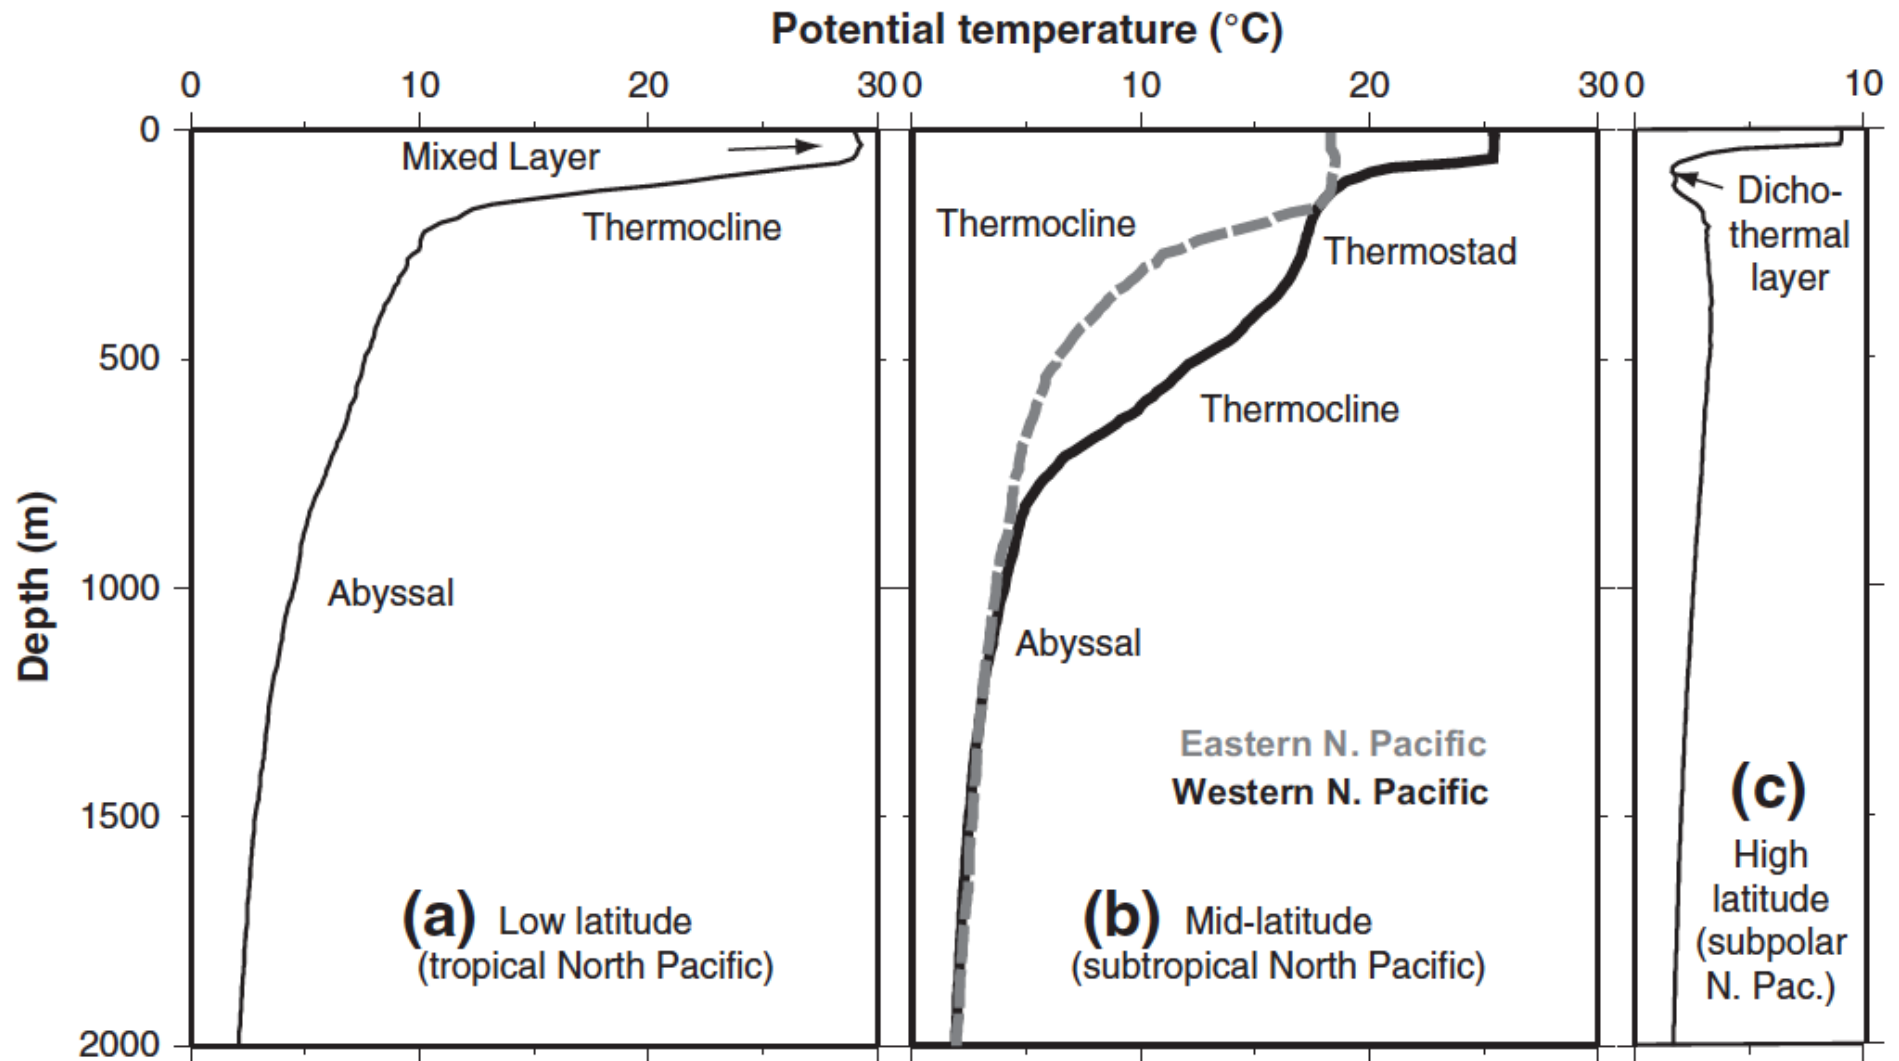 Potential temperature (°C)
0 10 20 30 0 10 20 30 0 10
0
Mixed Layer
Thermocline
Thermocline
Thermostad
Dicho-
thermal
layer
500
Thermocline
Depth (m)
1000
Abyssal
Abyssal
Eastern N. Pacific
Western N. Pacific
1500
(a) Low latitude
(tropical North Pacific)
(b) Mid-latitude
(subtropical North Pacific)
(c)
High
latitude
(subpolar
N. Pac.)
2000